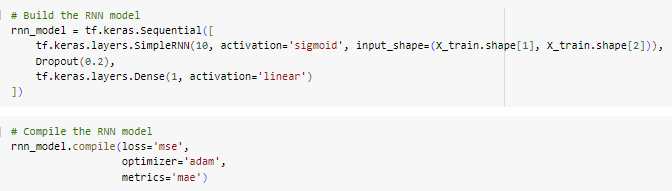 # Build the RNN model
rnn_model = tf.keras.Sequential([
    tf.keras.layers.SimpleRNN(10, activation='sigmoid', input_shape=(X_train.shape[1], X_train.shape[2])),
    Dropout(0.2),
    tf.keras.layers.Dense(1, activation='linear')
])
# Compile the RNN model
rnn_model.compile(loss='mse',
                  optimizer='adam',
                  metrics='mae')